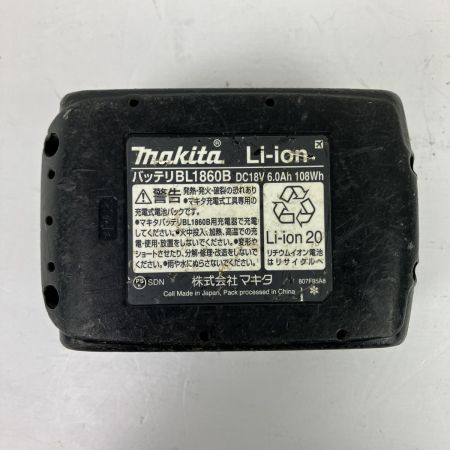 makita® Li-ion
バッテリBL1860B DC18V 6.0Ah 108Wh
⚠警告 発熱・発火・破裂の恐れあり
●マキタ充電式工具専用の
充電式電池パックです。
●マキタバッテリBL1860B用充電器で充電
してください。●火中投入、加熱、高温での充
電・使用・放置をしないでください。●変形や
ショートさせたり、分解・修理・改造をしないで
ください。●雨や水にぬらさないでください。
Li-ion 20
リチウムイオン電池
はリサイクルへ
PS E SDN 株式会社マキタ
Cell Made in Japan, Pack processed in China
807F05A8